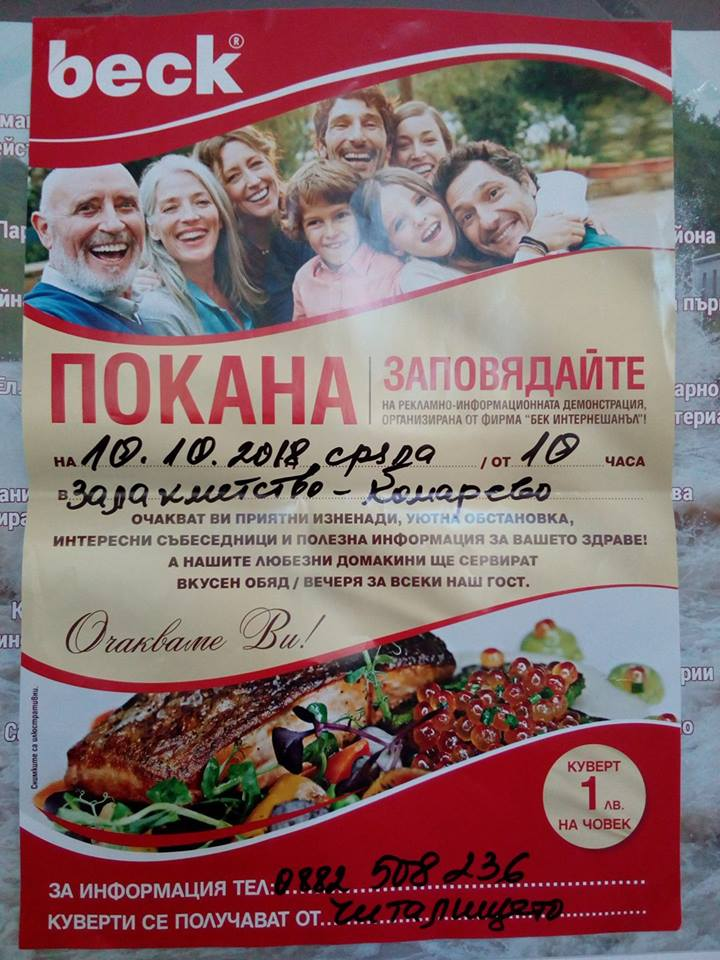 beck®
ПОКАНА
ЗАПОВЯДАЙТЕ
НА РЕКЛАМНО-ИНФОРМАЦИОННАТА ДЕМОНСТРАЦИЯ,
ОРГАНИЗИРАНА ОТ ФИРМА "БЕК ИНТЕРНЕШАНЪЛ"!
НА 10.10.2018 сряда / ОТ 10 ЧАСА
В Зала кметство - Комарево
ОЧАКВАТ ВИ ПРИЯТНИ ИЗНЕНАДИ, УЮТНА ОБСТАНОВКА,
ИНТЕРЕСНИ СЪБЕСЕДНИЦИ И ПОЛЕЗНА ИНФОРМАЦИЯ ЗА ВАШЕТО ЗДРАВЕ!
А НАШИТЕ ЛЮБЕЗНИ ДОМАКИНИ ЩЕ СЕРВИРАТ
ВКУСЕН ОБЯД / ВЕЧЕРЯ ЗА ВСЕКИ НАШ ГОСТ.
Очакваме Ви!
Снимките са илюстративни.
КУВЕРТ
1 ЛВ.
НА ЧОВЕК
ЗА ИНФОРМАЦИЯ ТЕЛ: 0882 508 236
КУВЕРТИ СЕ ПОЛУЧАВАТ ОТ Читалището